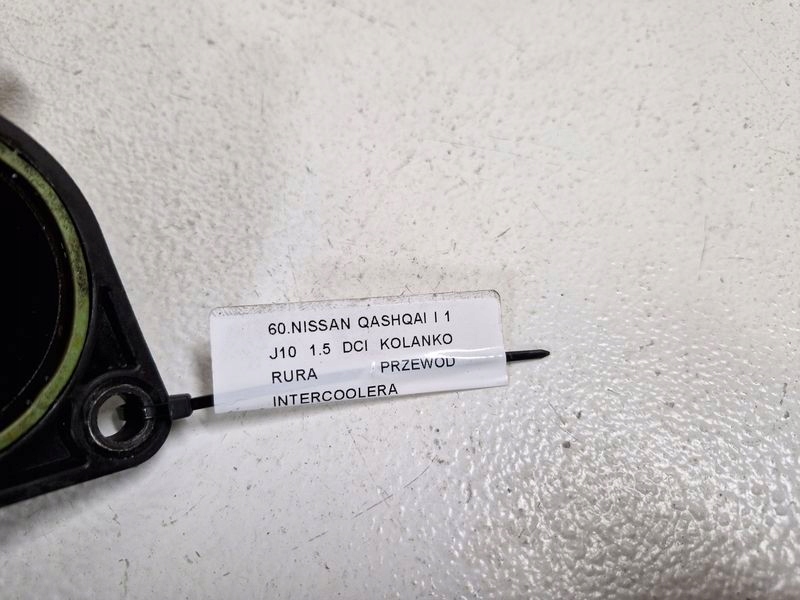 60.NISSAN QASHQAI I 1
J10 1.5 DCI KOLANKO
RURA PRZEWOD
INTERCOOLERA